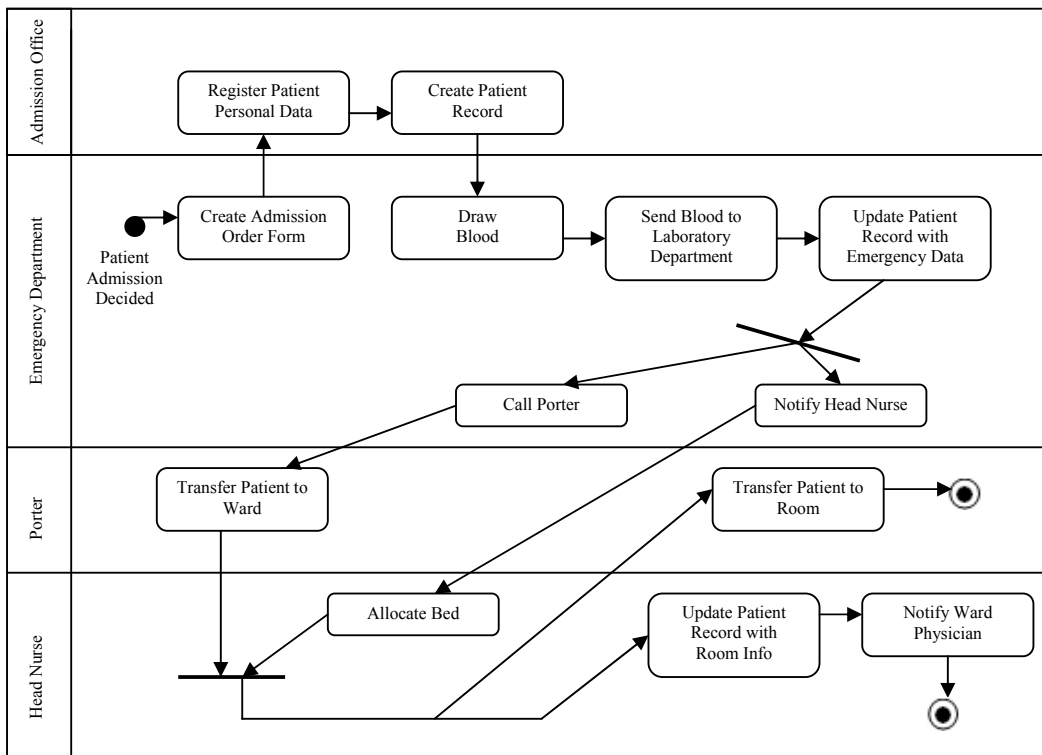 Admission Office
Register Patient
Personal Data
Create Patient
Record
Emergency Department
Patient
Admission
Decided
Create Admission
Order Form
Draw
Blood
Send Blood to
Laboratory
Department
Update Patient
Record with
Emergency Data
Call Porter
Notify Head Nurse
Porter
Transfer Patient to
Ward
Transfer Patient to
Room
Head Nurse
Allocate Bed
Update Patient
Record with
Room Info
Notify Ward
Physician